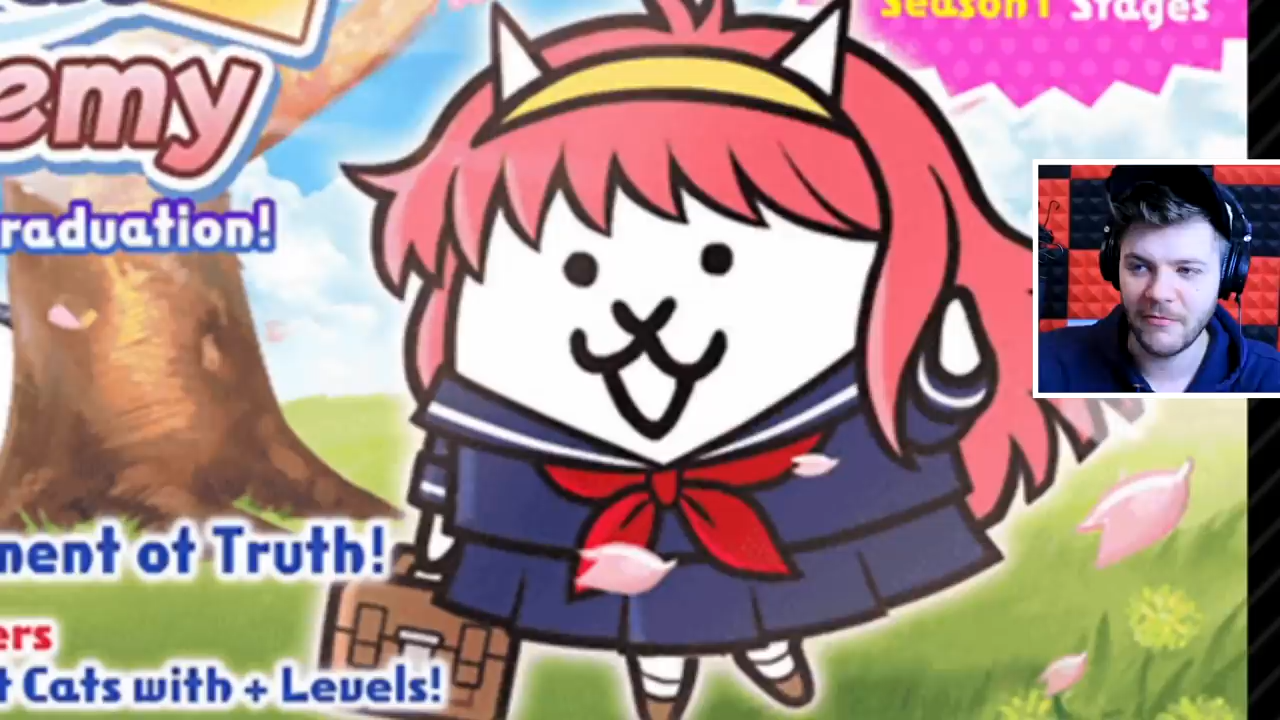 Season 1 Stages
emy
raduation!
ment of Truth!
ers
t Cats with + Levels!